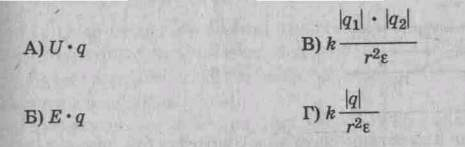 А) U · q
Б) E · q
В) k |q₁| · |q₂| / r²ε
Г) k |q| / r²ε